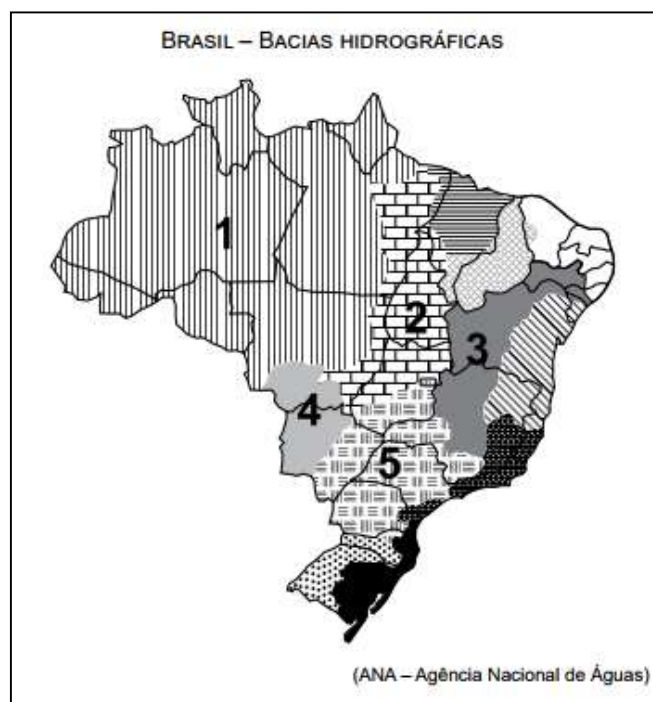 BRASIL – BACIAS HIDROGRÁFICAS
1
2
3
4
5
(ANA – Agência Nacional de Águas)